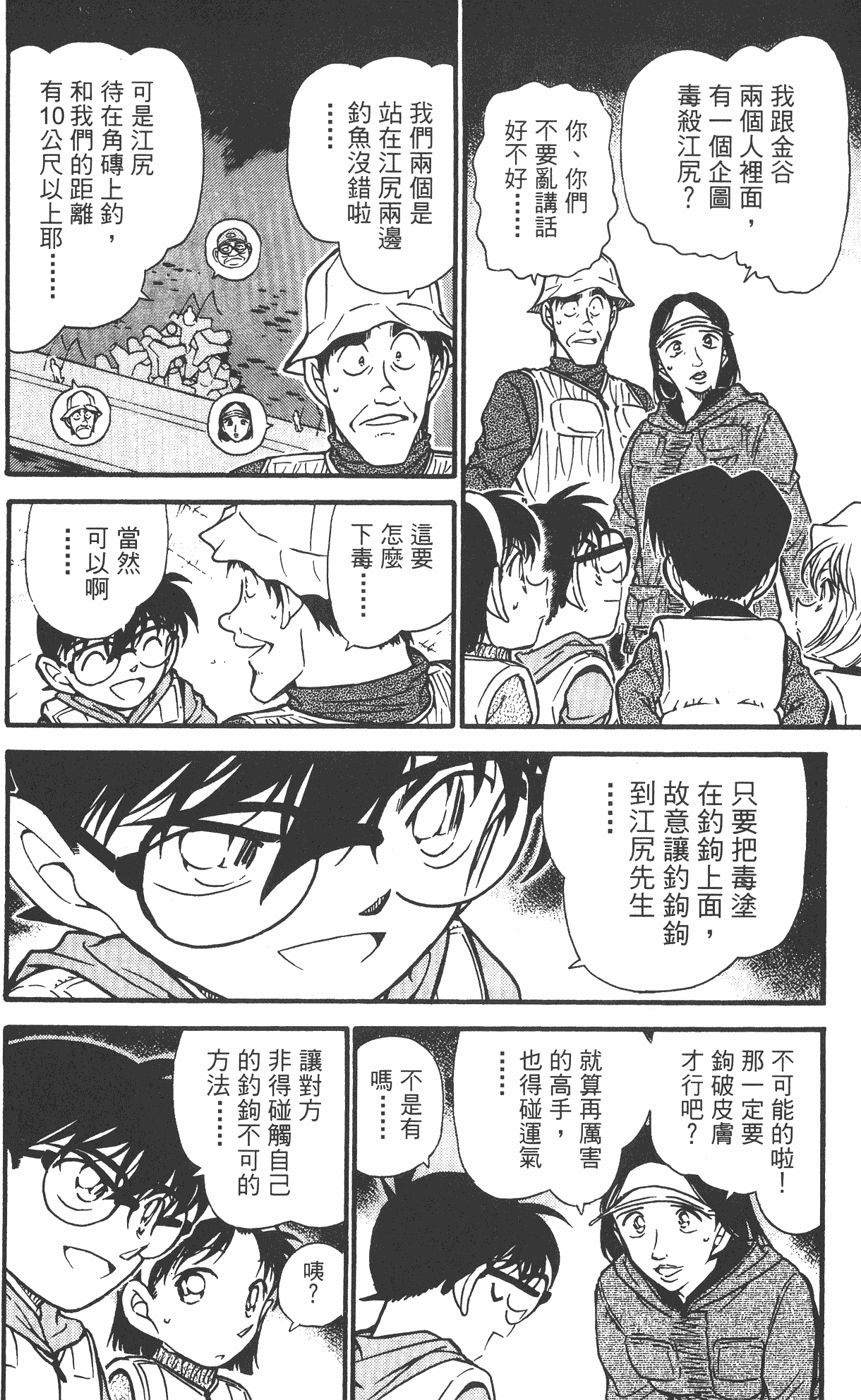 我跟金谷
兩個人裡面，
有一個企圖
毒殺江尻？
你、你們
不要亂講話
好不好……
我們兩個是
站在江尻兩邊
釣魚沒錯啦
……
可是江尻
待在角磚上釣，
和我們的距離
有10公尺以上耶……
這要
怎麼
下毒……
當然
可以啊
……
只要把毒塗
在釣鉤上面，
故意讓釣鉤鉤
到江尻先生
……
不可能的啦！
那一定要
鉤破皮膚
才行吧？
就算再厲害
的高手，
也得碰運氣
……
不是有
嗎……
讓對方
非得碰觸自己
的釣鉤不可的
方法……
咦？